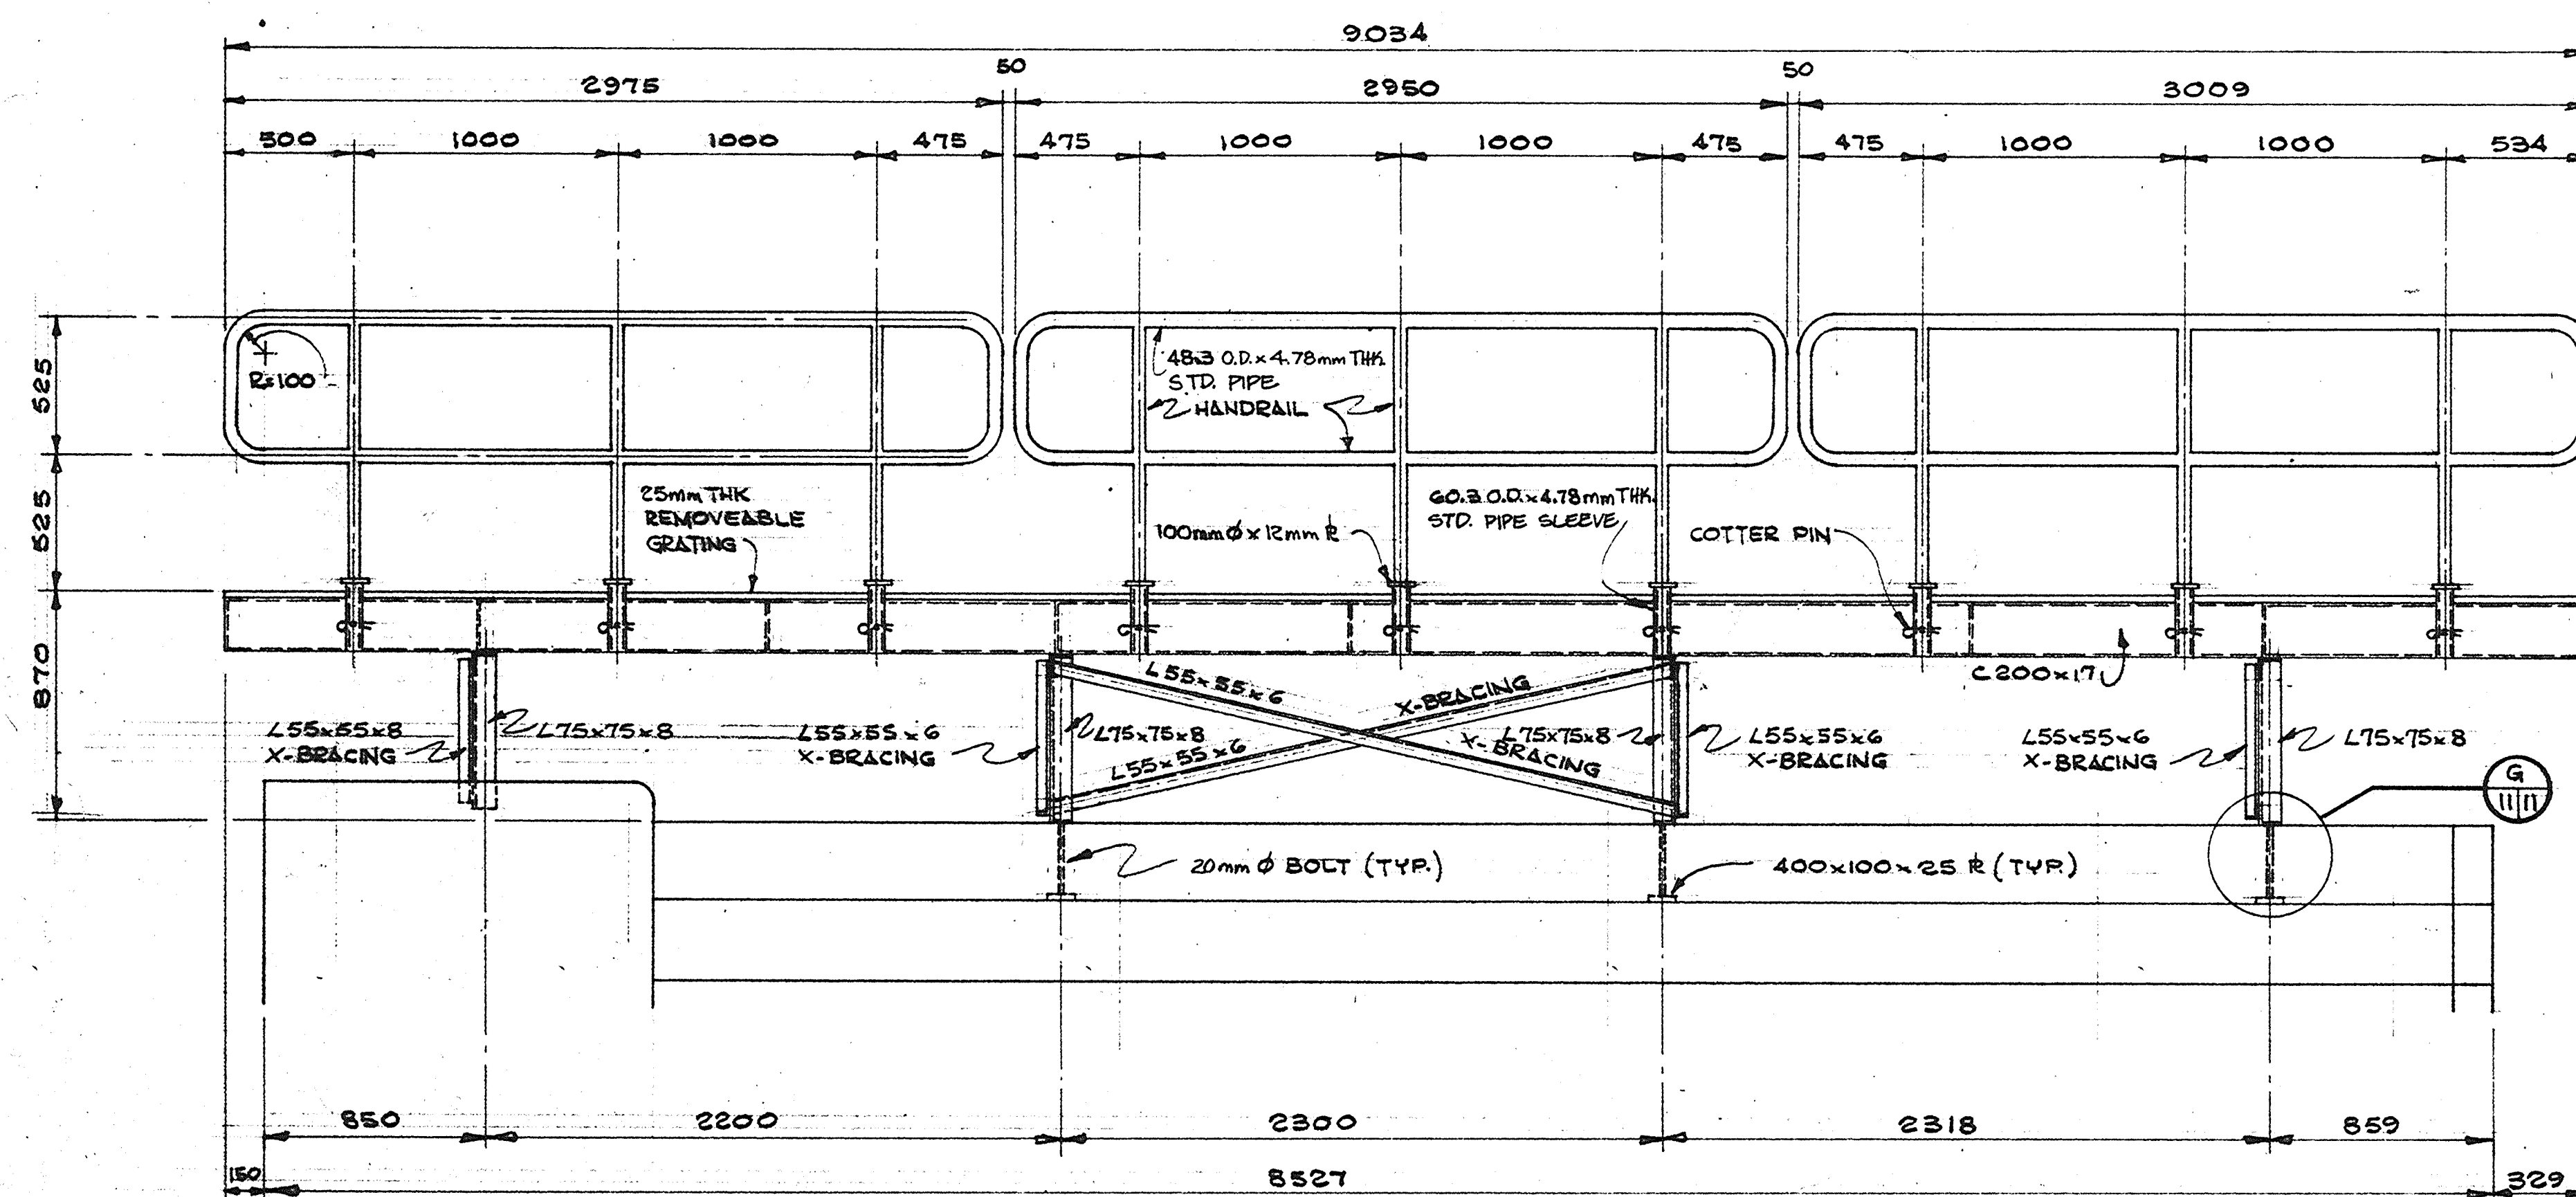 9034
50
50
2975
2950
3009
500
1000
1000
475
475
1000
1000
475
475
1000
1000
534
525
525
870
R=100
48.3 O.D. x 4.78mm THK.
STD. PIPE
HANDRAIL
25mm THK
REMOVEABLE
GRATING
100mm Ø x 12mm ℄
60.3 O.D. x 4.78mm THK.
STD. PIPE SLEEVE
COTTER PIN
C200x17
L55x55x8
X-BRACING
L75x75x8
L55x55x6
X-BRACING
L75x75x8
L55x55x6
L55x55x6
X-BRACING
X-BRACING
L75x75x8
L55x55x6
X-BRACING
L55x55x6
X-BRACING
L75x75x8
G
11 11
20mm Ø BOLT (TYP.)
400x100x25 ℄ (TYP.)
850
2200
2300
2318
859
150
8527
329